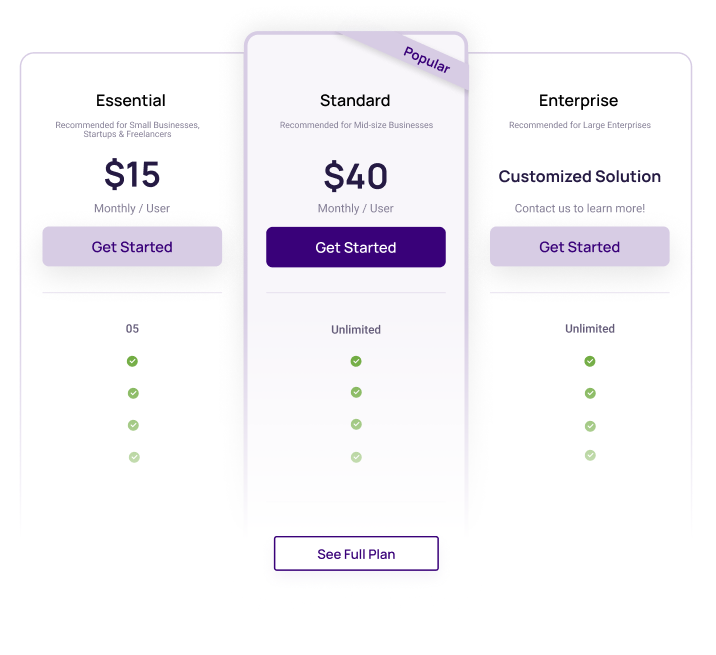 Popular
Essential
Recommended for Small Businesses,
Startups & Freelancers
$15
Monthly / User
Get Started
05
Standard
Recommended for Mid-size Businesses
$40
Monthly / User
Get Started
Unlimited
Enterprise
Recommended for Large Enterprises
Customized Solution
Contact us to learn more!
Get Started
Unlimited
See Full Plan